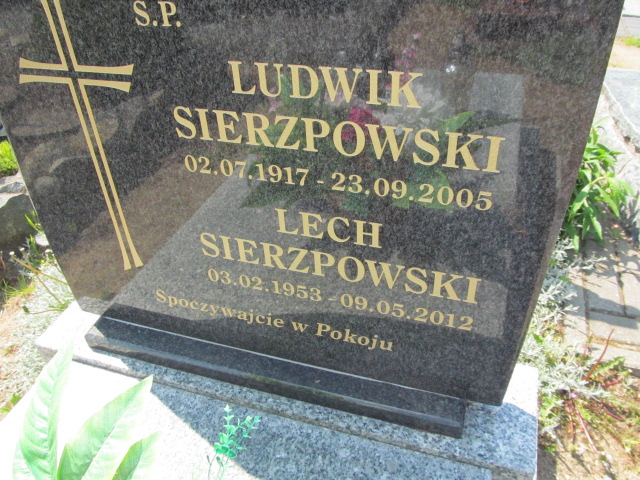 S.P.
LUDWIK
SIERZPOWSKI
02.07.1917 - 23.09.2005
LECH
SIERZPOWSKI
03.02.1953 - 09.05.2012
Spoczywajcie w Pokoju